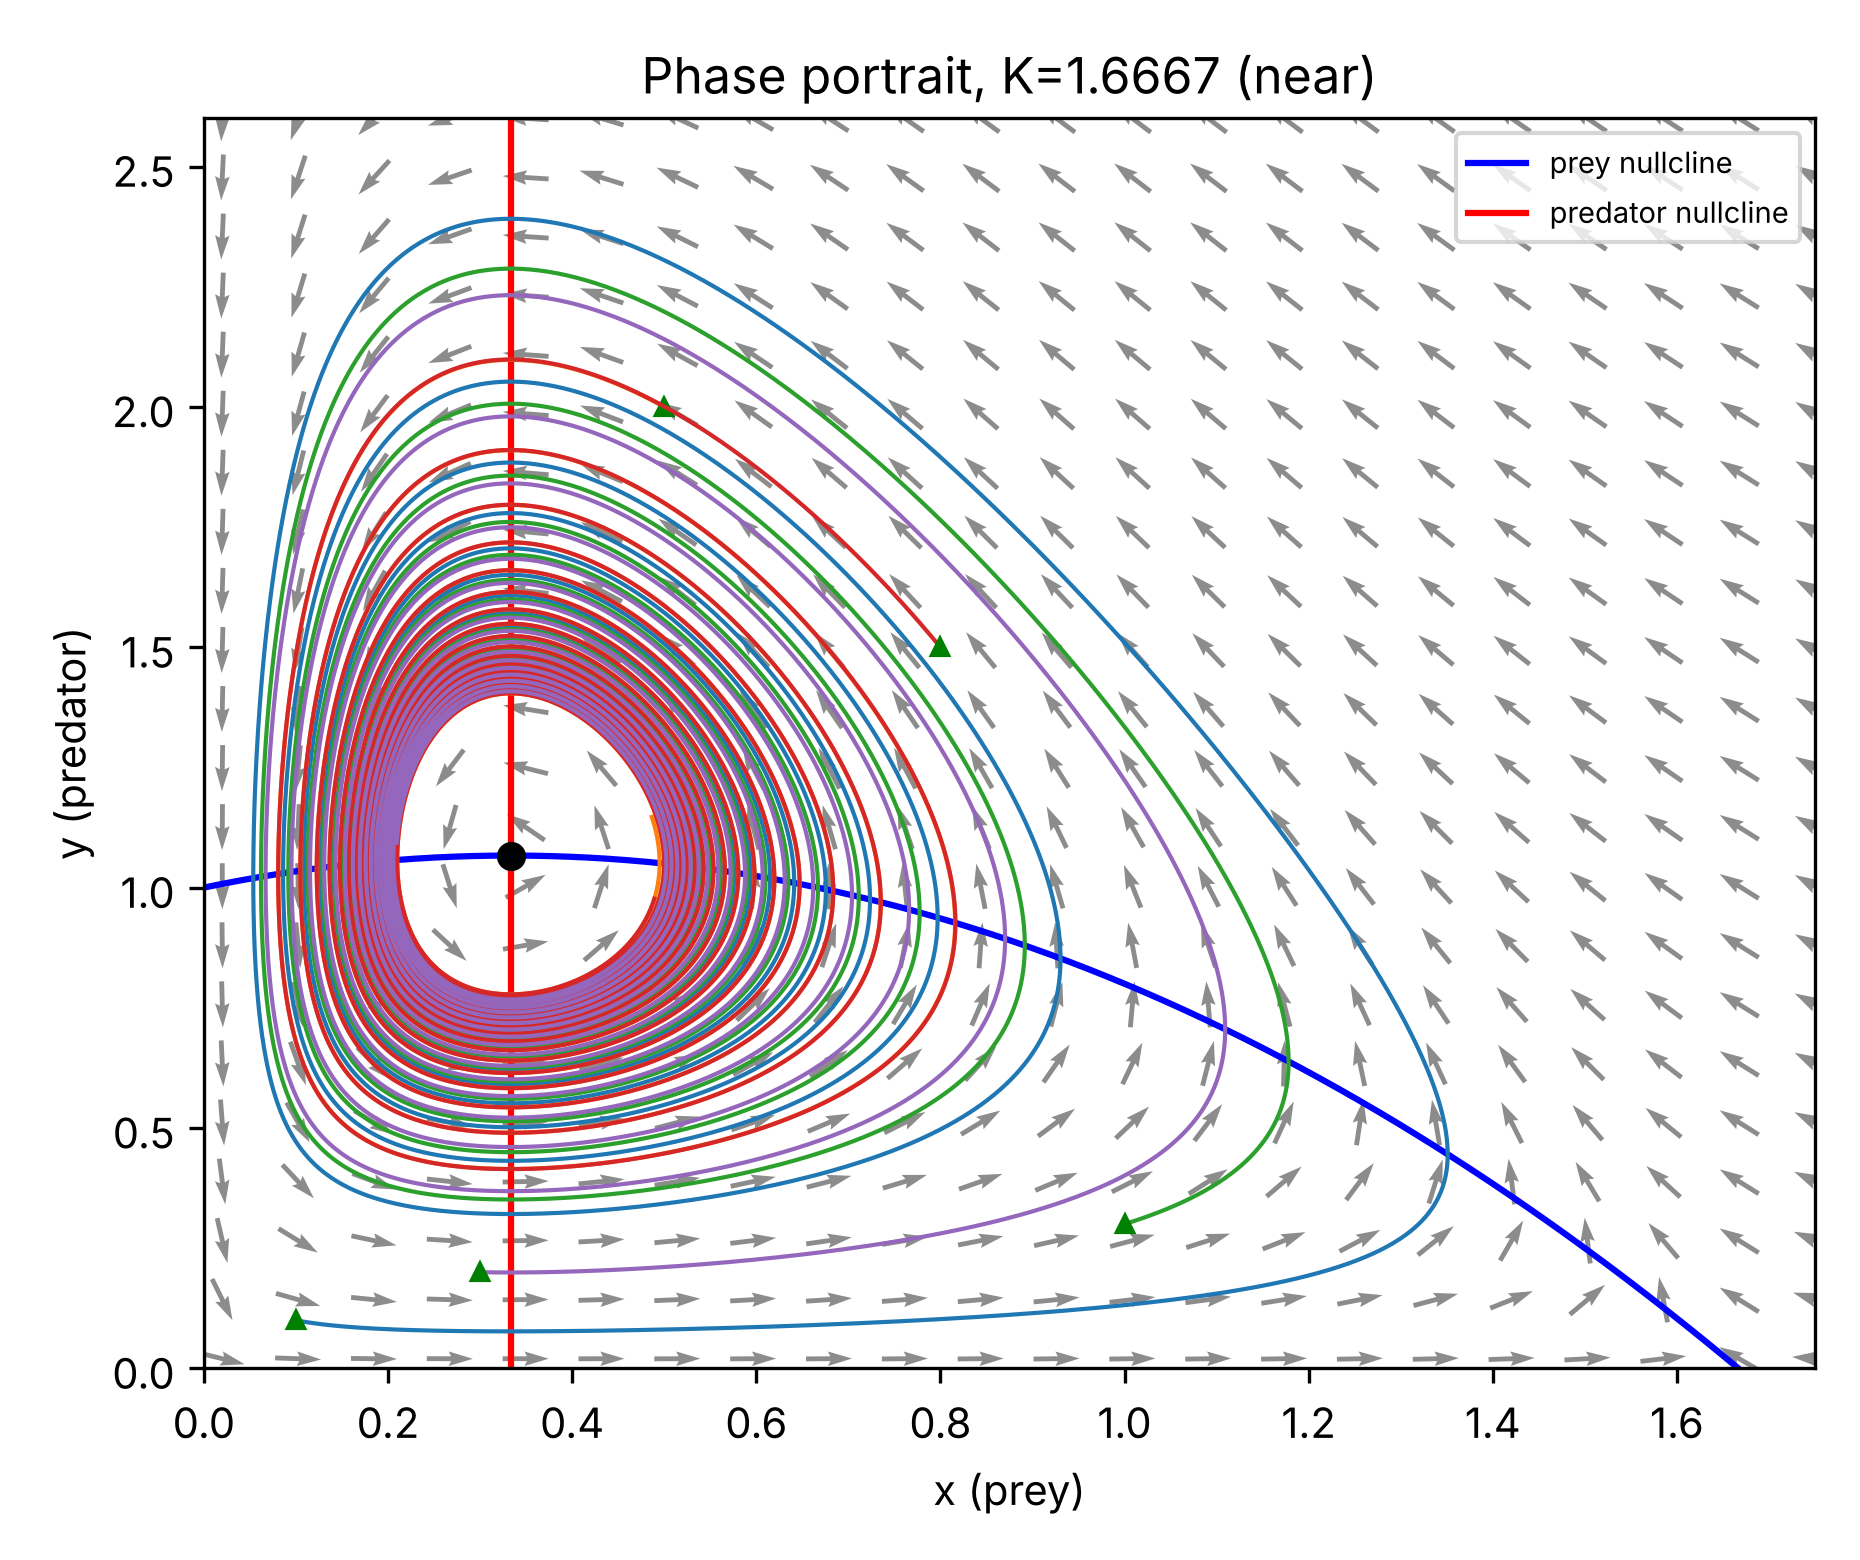 Phase portrait, K=1.6667 (near)
prey nullcline
predator nullcline
y (predator)
2.5
2.0
1.5
1.0
0.5
0.0
0.0 0.2 0.4 0.6 0.8 1.0 1.2 1.4 1.6
x (prey)